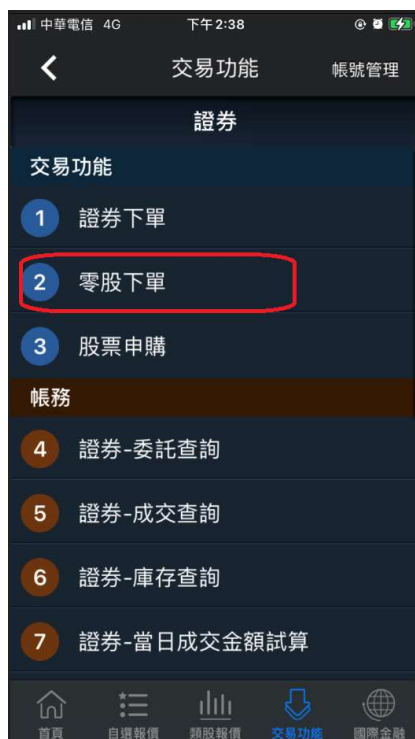 中華電信 4G 下午2:38
交易功能 帳號管理
證券
交易功能
1 證券下單
2 零股下單
3 股票申購
帳務
4 證券-委託查詢
5 證券-成交查詢
6 證券-庫存查詢
7 證券-當日成交金額試算
首頁 自選報價 類股報價 交易功能 國際金融